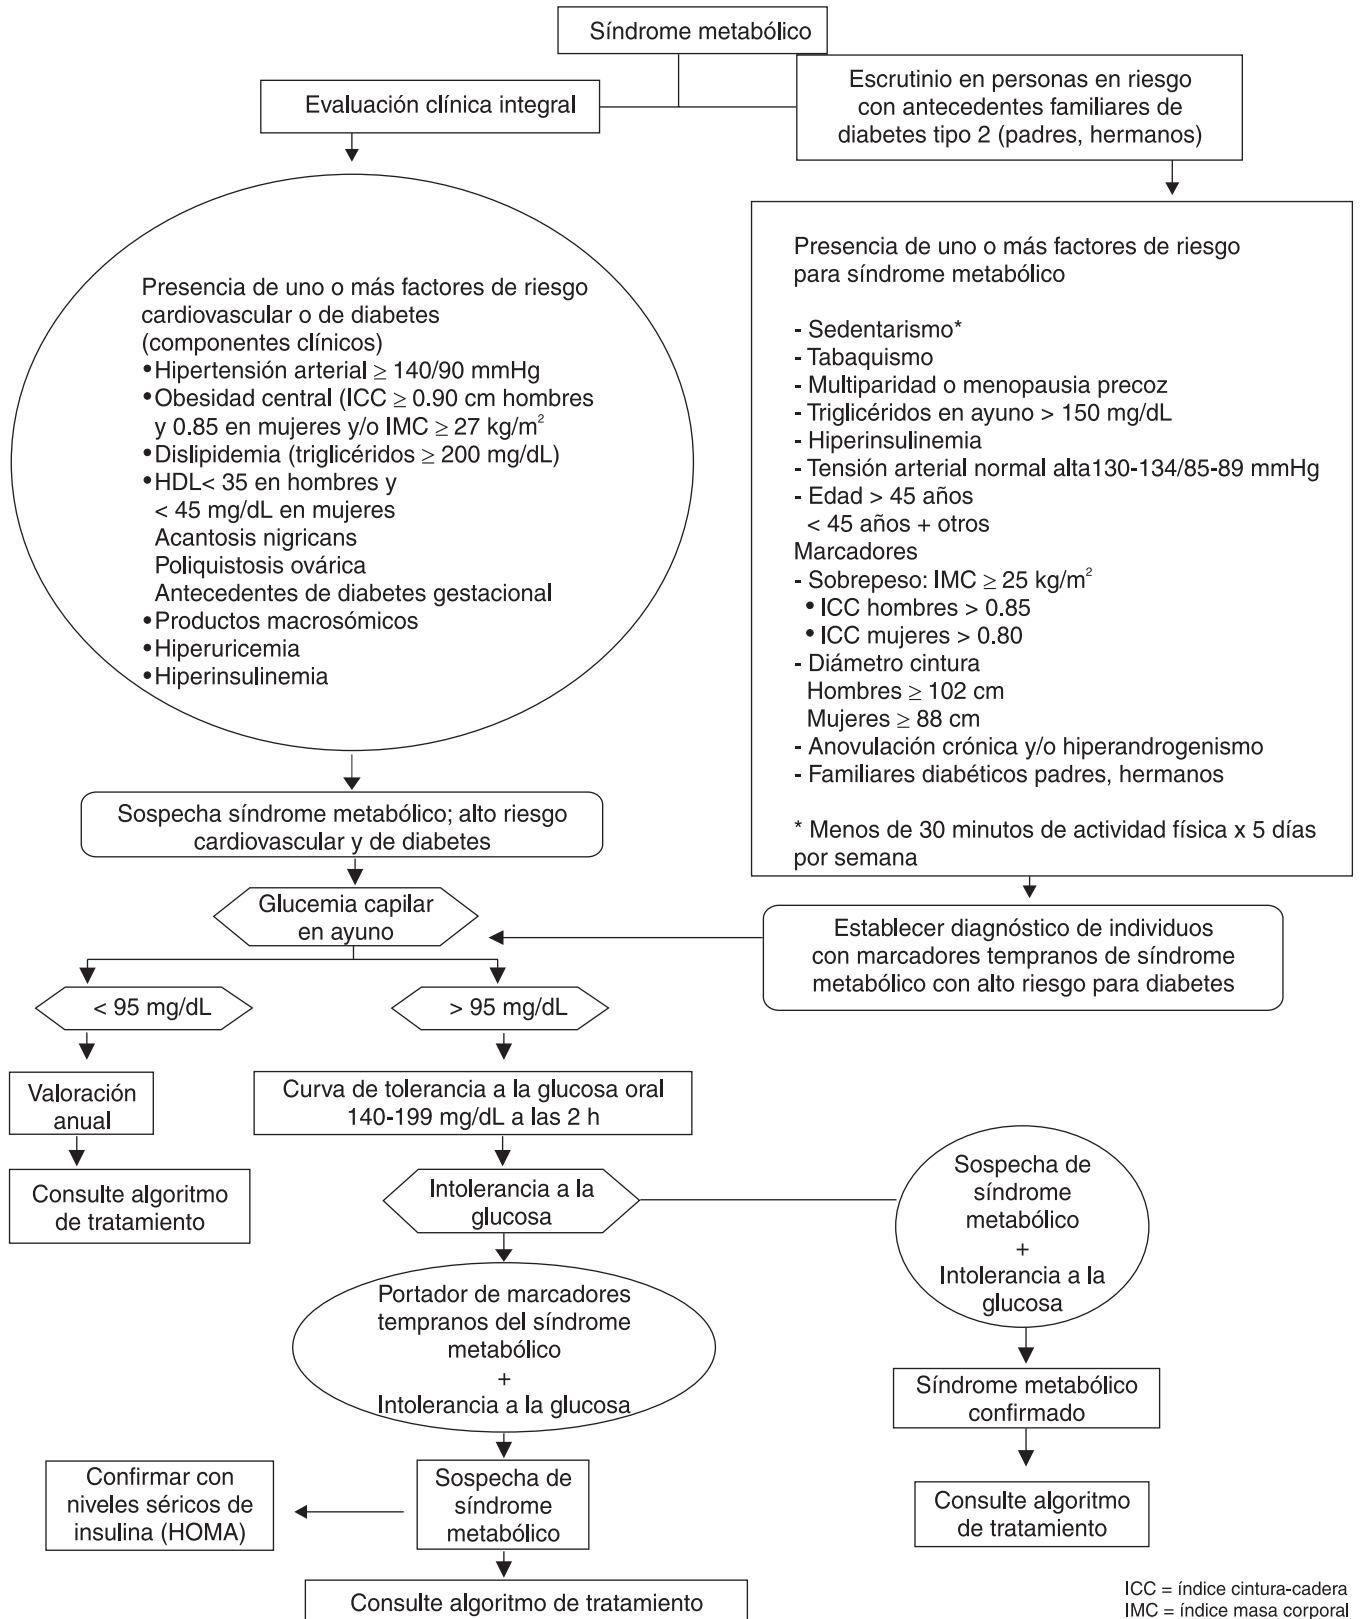 Síndrome metabólico
Evaluación clínica integral
Escrutinio en personas en riesgo
con antecedentes familiares de
diabetes tipo 2 (padres, hermanos)
Presencia de uno o más factores de riesgo
cardiovascular o de diabetes
(componentes clínicos)
•Hipertensión arterial ≥ 140/90 mmHg
•Obesidad central (ICC ≥ 0.90 cm hombres
y 0.85 en mujeres y/o IMC ≥ 27 kg/m²
•Dislipidemia (triglicéridos ≥ 200 mg/dL)
•HDL< 35 en hombres y
< 45 mg/dL en mujeres
Acantosis nigricans
Poliquistosis ovárica
Antecedentes de diabetes gestacional
•Productos macrosómicos
•Hiperuricemia
•Hiperinsulinemia
Presencia de uno o más factores de riesgo
para síndrome metabólico
- Sedentarismo*
- Tabaquismo
- Multiparidad o menopausia precoz
- Triglicéridos en ayuno > 150 mg/dL
- Hiperinsulinemia
- Tensión arterial normal alta130-134/85-89 mmHg
- Edad > 45 años
< 45 años + otros
Marcadores
- Sobrepeso: IMC ≥ 25 kg/m²
• ICC hombres > 0.85
• ICC mujeres > 0.80
- Diámetro cintura
Hombres ≥ 102 cm
Mujeres ≥ 88 cm
- Anovulación crónica y/o hiperandrogenismo
- Familiares diabéticos padres, hermanos
* Menos de 30 minutos de actividad física x 5 días
por semana
Sospecha síndrome metabólico; alto riesgo
cardiovascular y de diabetes
Glucemia capilar
en ayuno
Establecer diagnóstico de individuos
con marcadores tempranos de síndrome
metabólico con alto riesgo para diabetes
< 95 mg/dL
> 95 mg/dL
Valoración
anual
Curva de tolerancia a la glucosa oral
140-199 mg/dL a las 2 h
Consulte algoritmo
de tratamiento
Intolerancia a la
glucosa
Sospecha de
síndrome
metabólico
+
Intolerancia a la
glucosa
Portador de marcadores
tempranos del síndrome
metabólico
+
Intolerancia a la glucosa
Síndrome metabólico
confirmado
Confirmar con
niveles séricos de
insulina (HOMA)
Sospecha de
síndrome
metabólico
Consulte algoritmo
de tratamiento
Consulte algoritmo de tratamiento
ICC = índice cintura-cadera
IMC = índice masa corporal